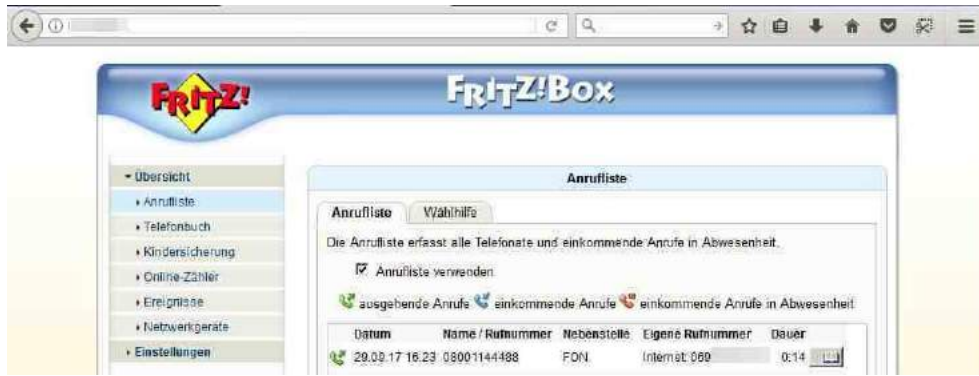 FRITZ!
FRITZ!Box
Übersicht
Anrufliste
Telefonbuch
Kindersicherung
Online-Zähler
Ereignisse
Netzwerkgeräte
Einstellungen
Anrufliste
Anrufliste Wählhilfe
Die Anrufliste erfasst alle Telefonate und einkommende Anrufe in Abwesenheit.
Anrufliste verwenden
ausgehende Anrufe einkommende Anrufe einkommende Anrufe in Abwesenheit
Datum Name / Rufnummer Nebenstelle Eigene Rufnummer Dauer
29.09.17 16:23 08001144488 FON Internet: 069 0:14